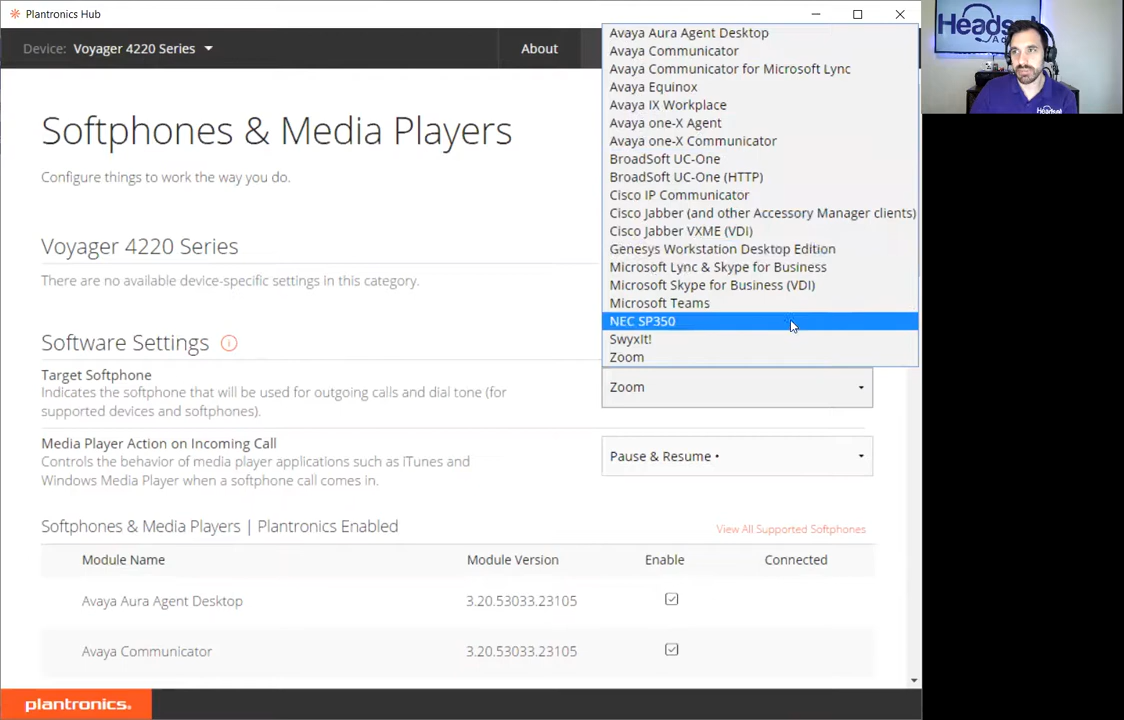 Plantronics Hub
Device: Voyager 4220 Series
About
Softphones & Media Players
Configure things to work the way you do.
Voyager 4220 Series
There are no available device-specific settings in this category.
Software Settings
Target Softphone
Indicates the softphone that will be used for outgoing calls and dial tone (for
supported devices and softphones).
Avaya Aura Agent Desktop
Avaya Communicator
Avaya Communicator for Microsoft Lync
Avaya Equinox
Avaya IX Workplace
Avaya one-X Agent
Avaya one-X Communicator
BroadSoft UC-One
BroadSoft UC-One (HTTP)
Cisco IP Communicator
Cisco Jabber (and other Accessory Manager clients)
Cisco Jabber VXME (VDI)
Genesys Workstation Desktop Edition
Microsoft Lync & Skype for Business
Microsoft Skype for Business (VDI)
Microsoft Teams
NEC SP350
SwyxIt!
Zoom
Zoom
Media Player Action on Incoming Call
Controls the behavior of media player applications such as iTunes and
Windows Media Player when a softphone call comes in.
Pause & Resume •
Softphones & Media Players | Plantronics Enabled
View All Supported Softphones
Module Name Module Version Enable Connected
Avaya Aura Agent Desktop 3.20.53033.23105
Avaya Communicator 3.20.53033.23105
plantronics.